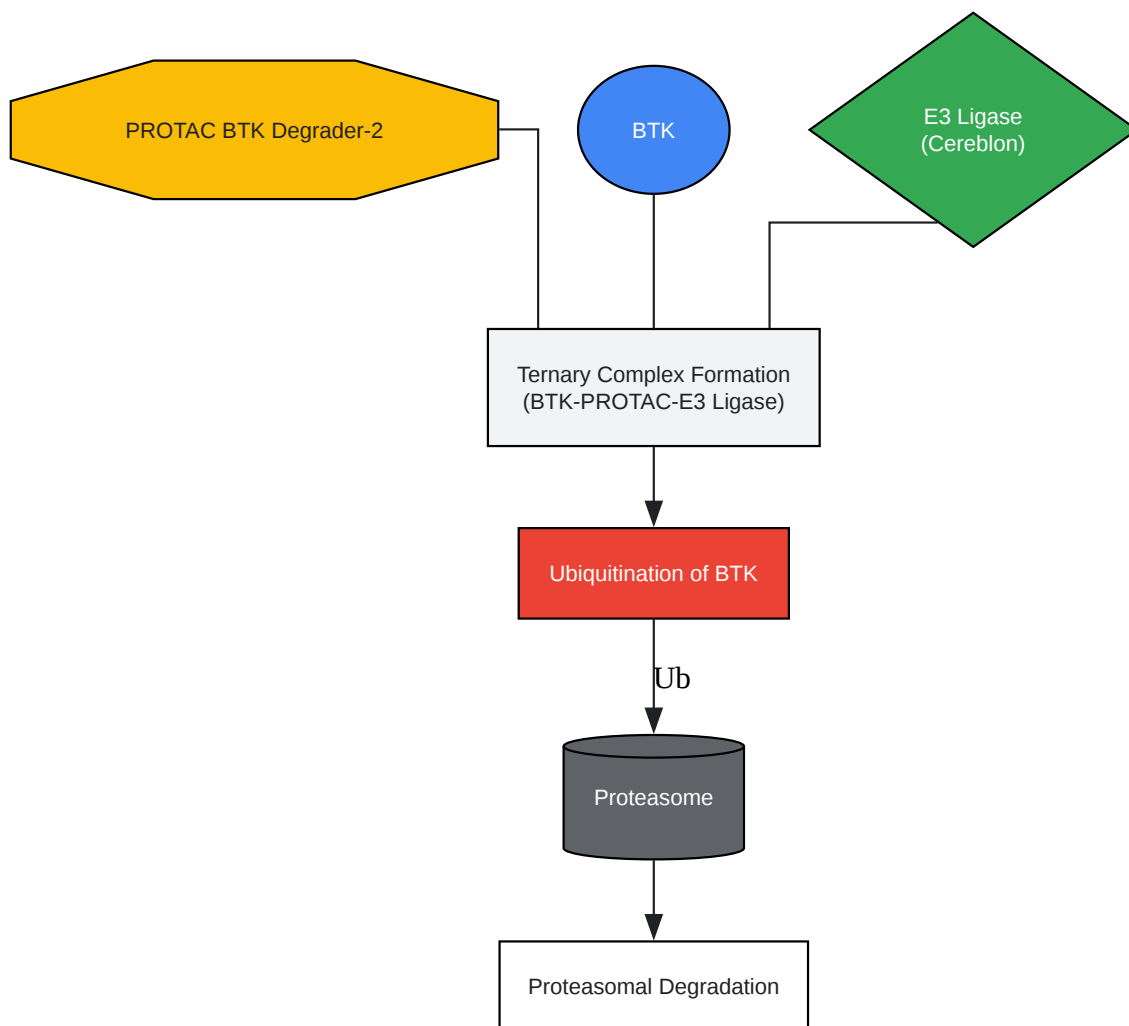 PROTAC BTK Degrader-2
BTK
E3 Ligase
(Cereblon)
Ternary Complex Formation
(BTK-PROTAC-E3 Ligase)
Ubiquitination of BTK
Ub
Proteasome
Proteasomal Degradation